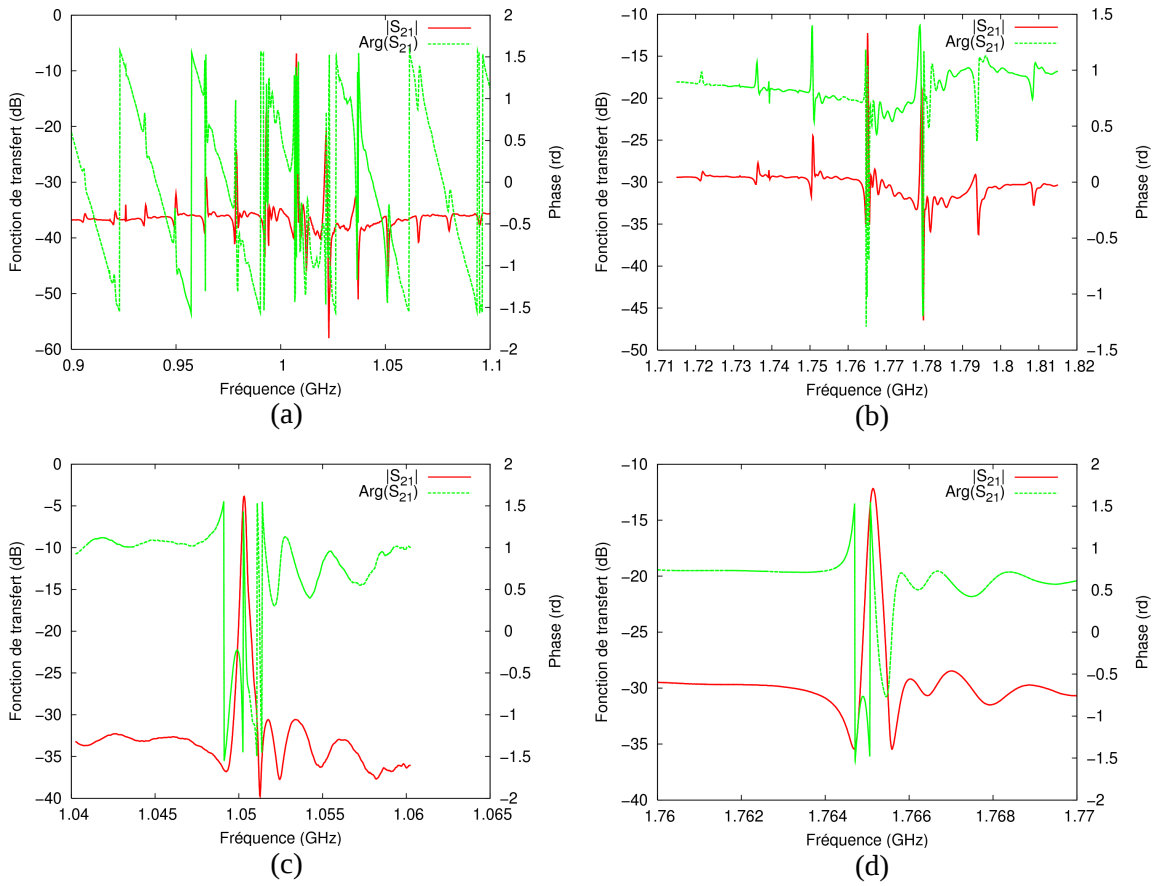 |S21|
Arg(S21)
Fonction de transfert (dB)
0
−10
−20
−30
−40
−50
−60
2
1.5
1
0.5
0
−0.5
−1
−1.5
−2
Phase (rd)
0.9 0.95 1 1.05 1.1
Fréquence (GHz)
(a)
|S21|
Arg(S21)
Fonction de transfert (dB)
−10
−15
−20
−25
−30
−35
−40
−45
−50
1.5
1
0.5
0
−0.5
−1
−1.5
Phase (rd)
1.71 1.72 1.73 1.74 1.75 1.76 1.77 1.78 1.79 1.8 1.81 1.82
Fréquence (GHz)
(b)
|S21|
Arg(S21)
Fonction de transfert (dB)
0
−5
−10
−15
−20
−25
−30
−35
−40
2
1.5
1
0.5
0
−0.5
−1
−1.5
−2
Phase (rd)
1.04 1.045 1.05 1.055 1.06 1.065
Fréquence (GHz)
(c)
|S21|
Arg(S21)
Fonction de transfert (dB)
−10
−15
−20
−25
−30
−35
−40
2
1.5
1
0.5
0
−0.5
−1
−1.5
−2
Phase (rd)
1.76 1.762 1.764 1.766 1.768 1.77
Fréquence (GHz)
(d)